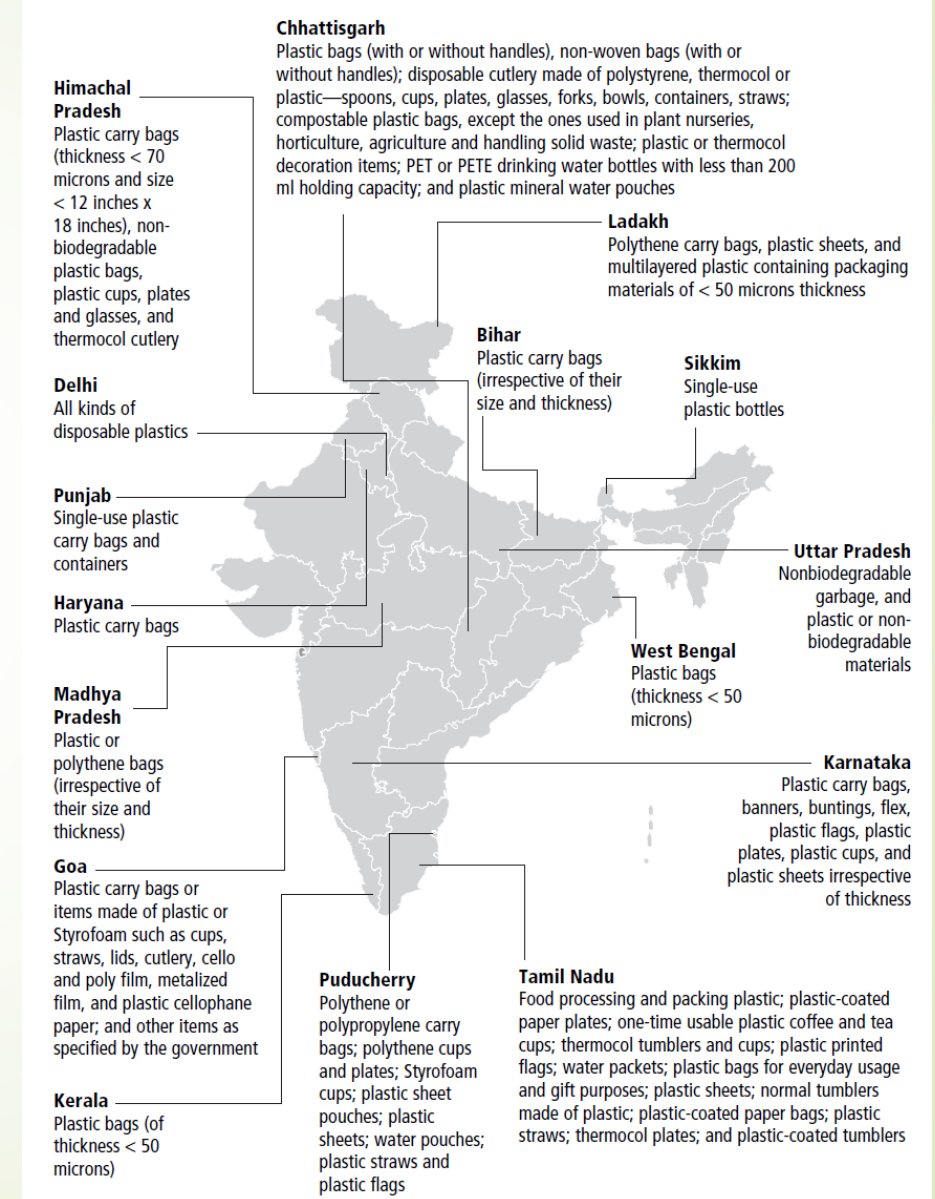 Chhattisgarh
Plastic bags (with or without handles), non-woven bags (with or
without handles); disposable cutlery made of polystyrene, thermocol or
plastic—spoons, cups, plates, glasses, forks, bowls, containers, straws;
compostable plastic bags, except the ones used in plant nurseries,
horticulture, agriculture and handling solid waste; plastic or thermocol
decoration items; PET or PETE drinking water bottles with less than 200
ml holding capacity; and plastic mineral water pouches
Himachal
Pradesh
Plastic carry bags
(thickness < 70
microns and size
< 12 inches x
18 inches), non-
biodegradable
plastic bags,
plastic cups, plates
and glasses, and
thermocol cutlery
Ladakh
Polythene carry bags, plastic sheets, and
multilayered plastic containing packaging
materials of < 50 microns thickness
Bihar
Plastic carry bags
(irrespective of their
size and thickness)
Sikkim
Single-use
plastic bottles
Delhi
All kinds of
disposable plastics
Punjab
Single-use plastic
carry bags and
containers
Haryana
Plastic carry bags
Uttar Pradesh
Nonbiodegradable
garbage, and
plastic or non-
biodegradable
materials
West Bengal
Plastic bags
(thickness < 50
microns)
Madhya
Pradesh
Plastic or
polythene bags
(irrespective of
their size and
thickness)
Karnataka
Plastic carry bags,
banners, buntings, flex,
plastic flags, plastic
plates, plastic cups, and
plastic sheets irrespective
of thickness
Goa
Plastic carry bags or
items made of plastic or
Styrofoam such as cups,
straws, lids, cutlery, cello
and poly film, metalized
film, and plastic cellophane
paper; and other items as
specified by the government
Kerala
Plastic bags (of
thickness < 50
microns)
Puducherry
Polythene or
polypropylene carry
bags; polythene cups
and plates; Styrofoam
cups; plastic sheet
pouches; plastic
sheets; water pouches;
plastic straws and
plastic flags
Tamil Nadu
Food processing and packing plastic; plastic-coated
paper plates; one-time usable plastic coffee and tea
cups; thermocol tumblers and cups; plastic printed
flags; water packets; plastic bags for everyday usage
and gift purposes; plastic sheets; normal tumblers
made of plastic; plastic-coated paper bags; plastic
straws; thermocol plates; and plastic-coated tumblers